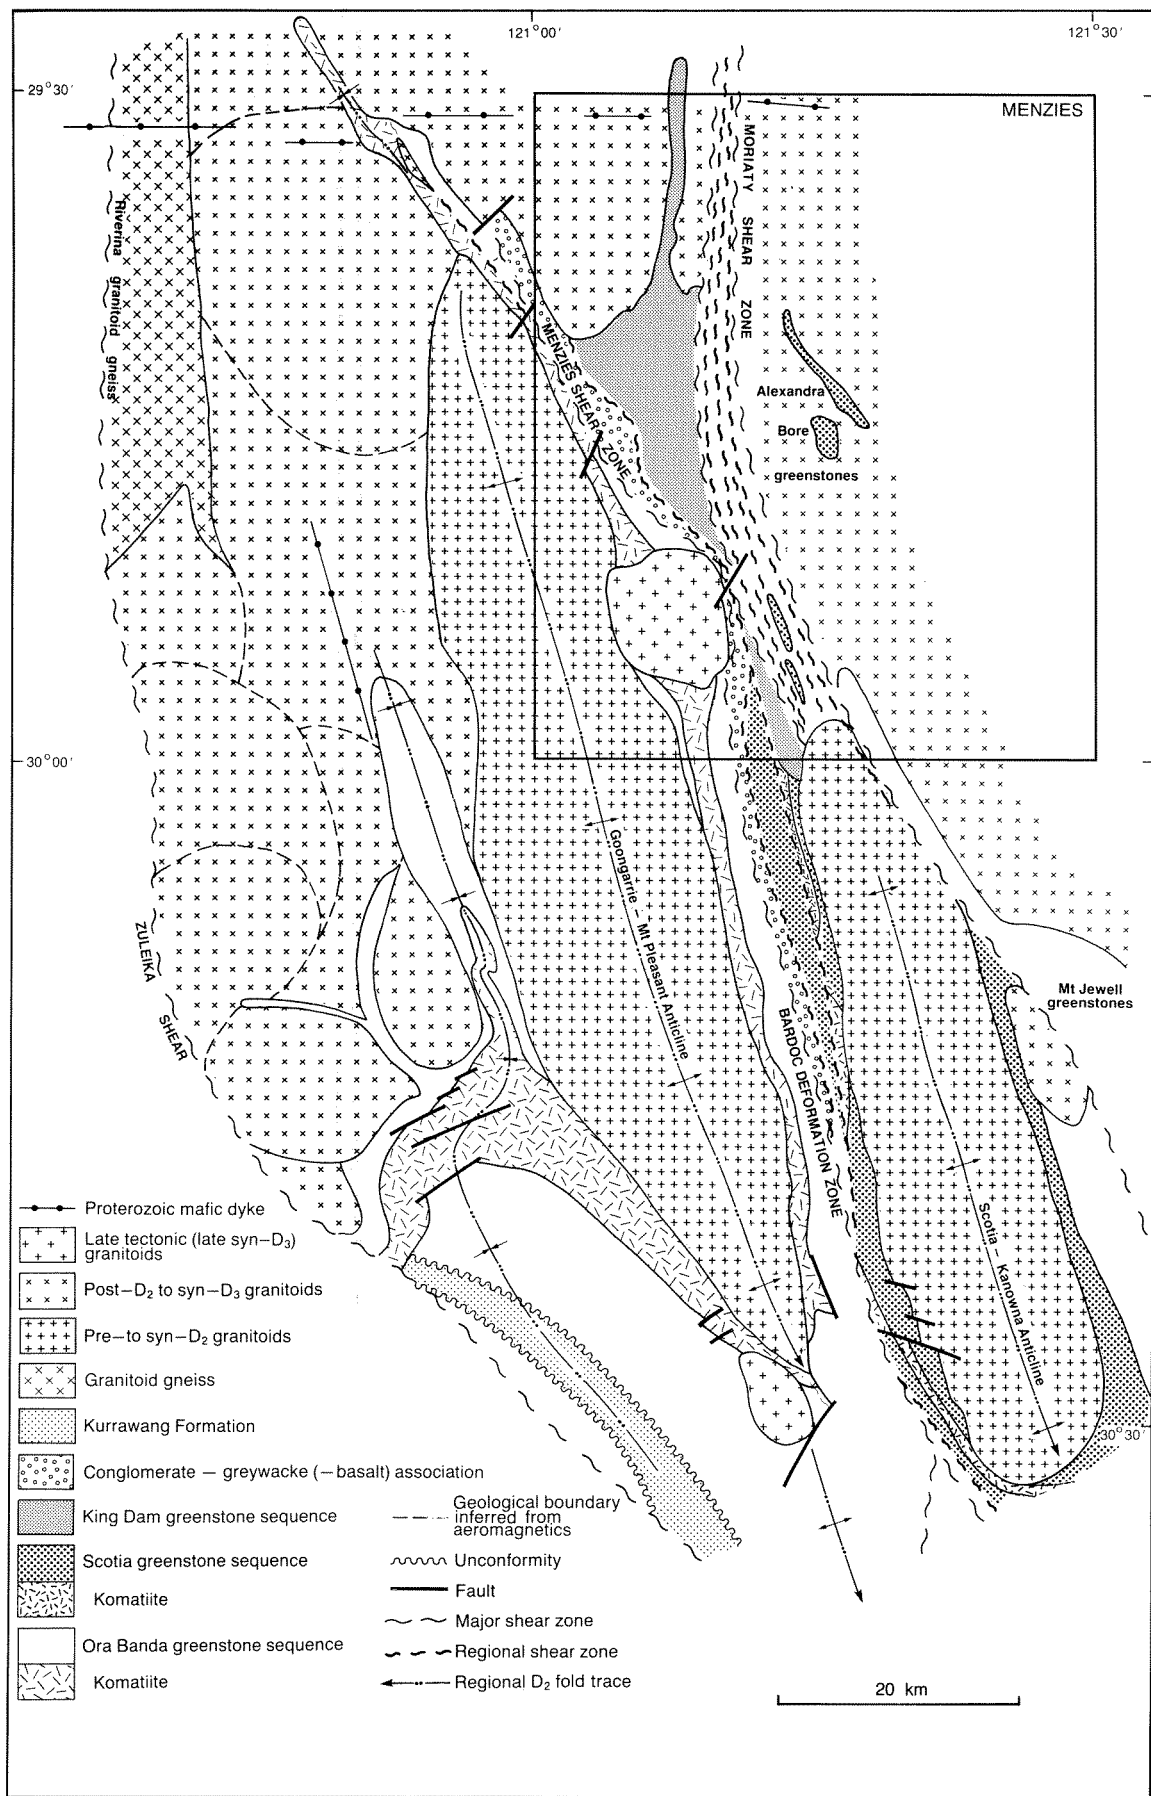 121°00'
121°30'
29°30'
MENZIES
MORIATY SHEAR ZONE
Riverina granitoid gneiss
MENZIES SHEAR ZONE
Alexandra
Bore
greenstones
30°00'
Goongarrie – Mt Pleasant Anticline
ZULEIKA
SHEAR
Mt Jewell
greenstones
BARDOC DEFORMATION ZONE
Scotia – Kanowna Anticline
30°30'
Proterozoic mafic dyke
Late tectonic (late syn–D₃)
granitoids
Post–D₂ to syn–D₃ granitoids
Pre–to syn–D₂ granitoids
Granitoid gneiss
Kurrawang Formation
Conglomerate – greywacke (–basalt) association
King Dam greenstone sequence
Scotia greenstone sequence
Komatiite
Ora Banda greenstone sequence
Komatiite
Geological boundary
inferred from
aeromagnetics
Unconformity
Fault
Major shear zone
Regional shear zone
Regional D₂ fold trace
20 km